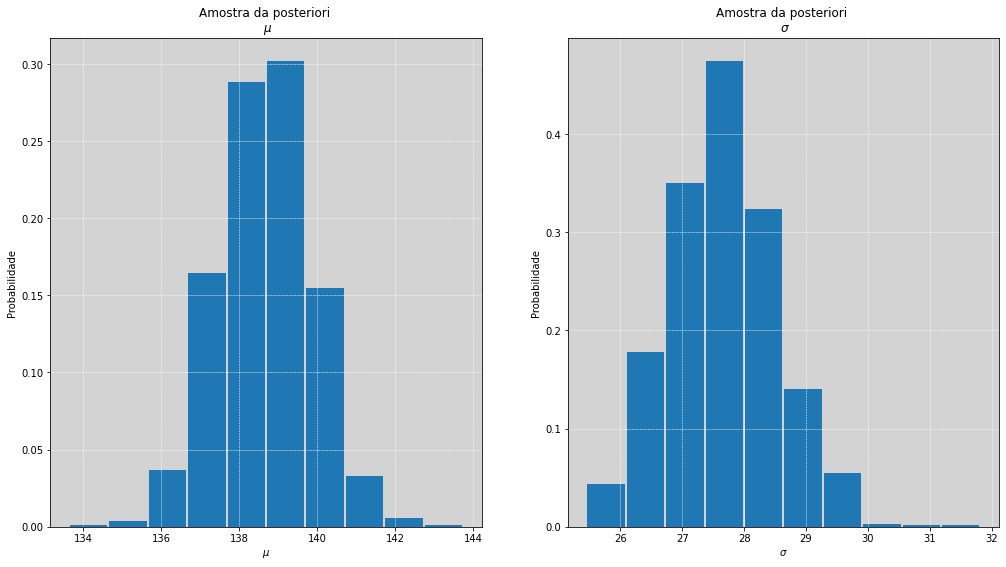 Amostra da posteriori
μ
0.30
0.25
0.20
0.15
0.10
0.05
0.00
Probabilidade
134 136 138 140 142 144
μ
Amostra da posteriori
σ
0.4
0.3
0.2
0.1
0.0
Probabilidade
26 27 28 29 30 31 32
σ